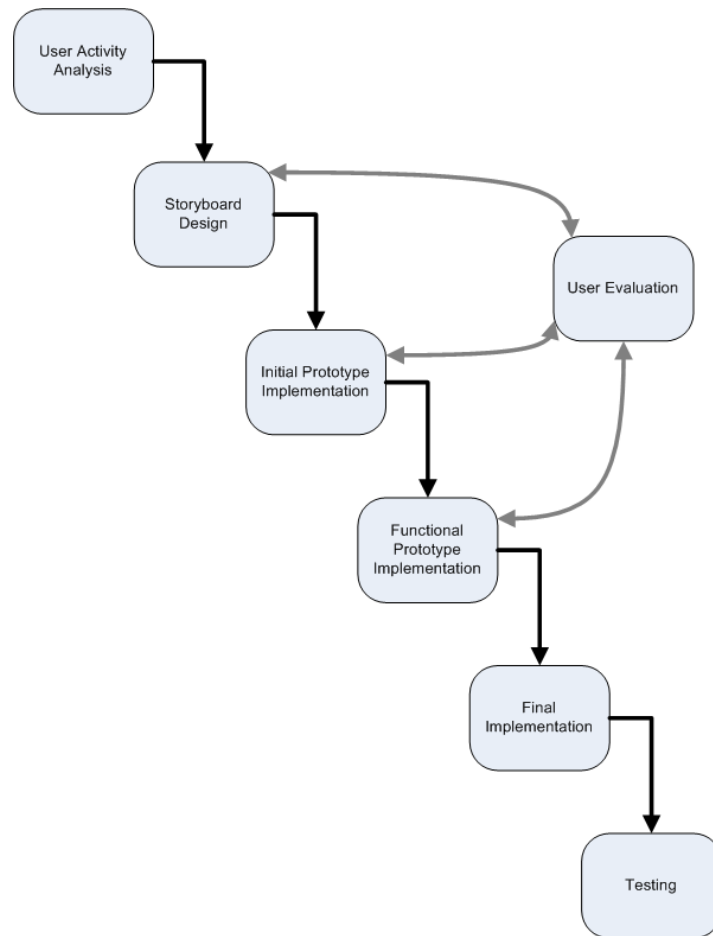 User Activity
Analysis
Storyboard
Design
User Evaluation
Initial Prototype
Implementation
Functional
Prototype
Implementation
Final
Implementation
Testing